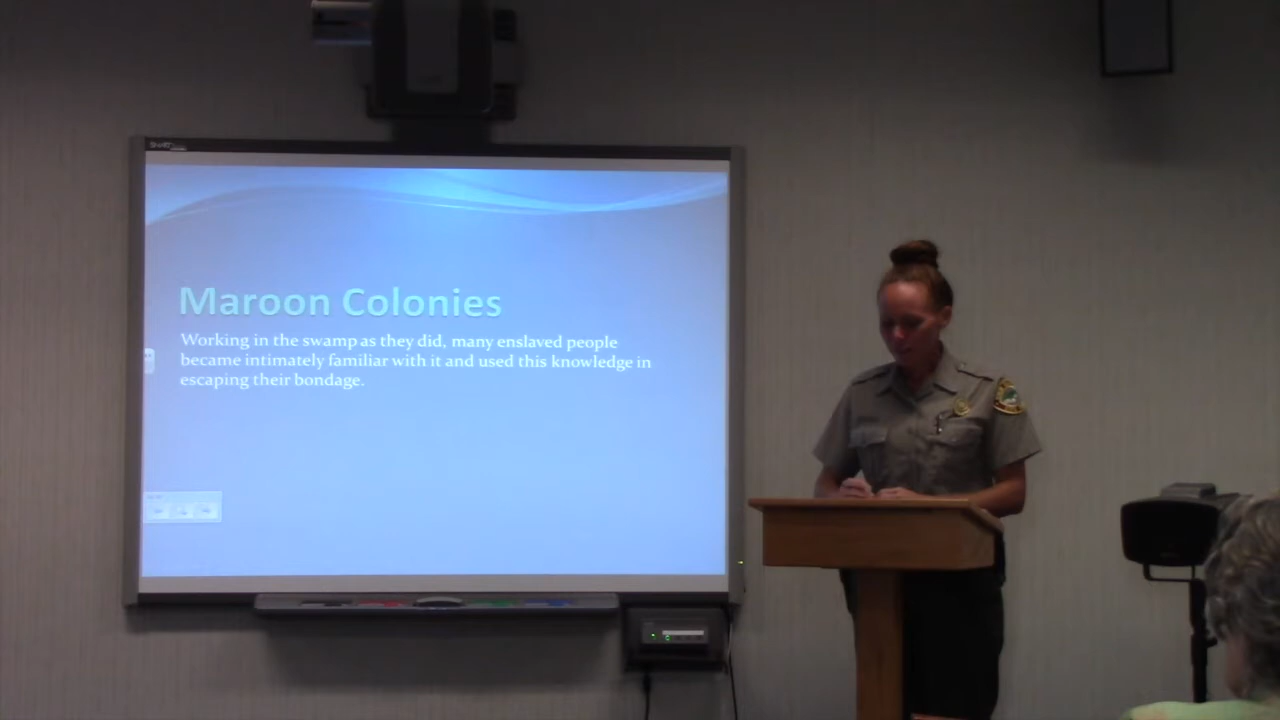 SMART
Maroon Colonies
Working in the swamp as they did, many enslaved people
became intimately familiar with it and used this knowledge in
escaping their bondage.